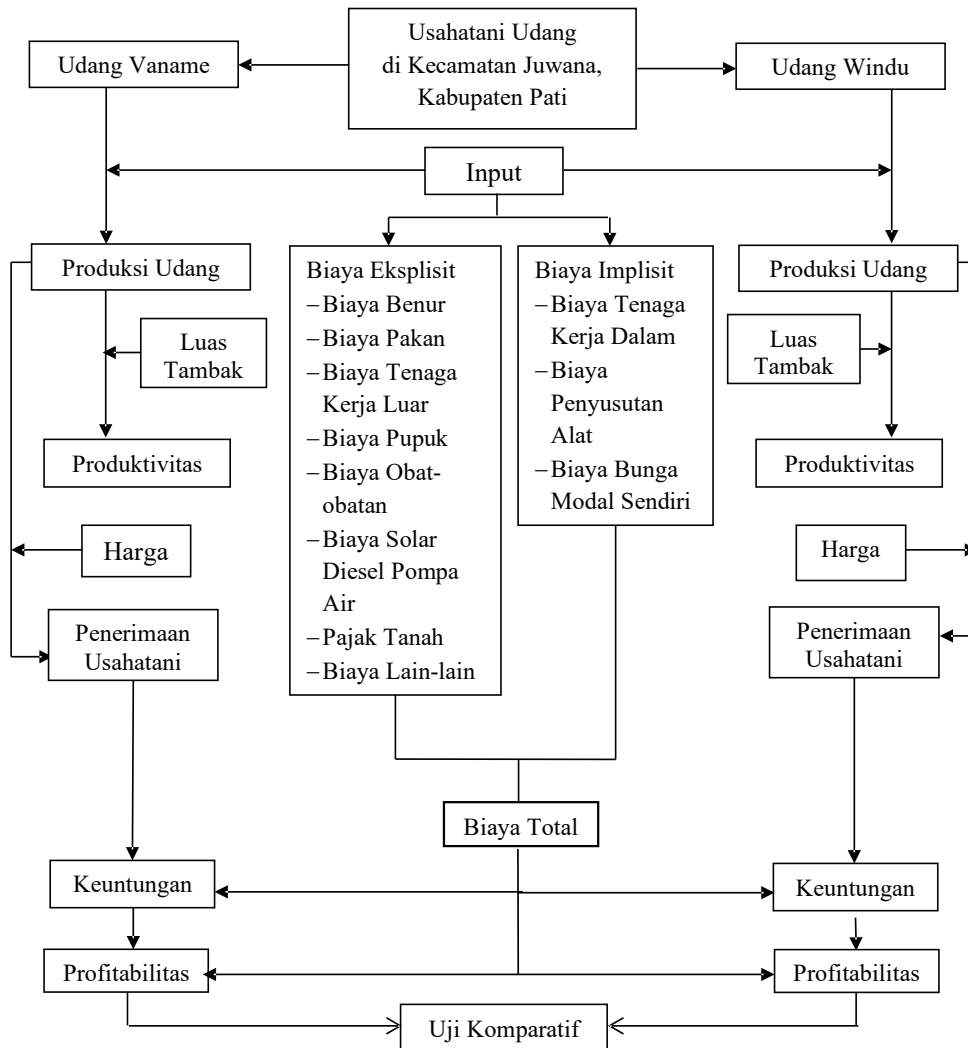 Usahatani Udang
di Kecamatan Juwana,
Kabupaten Pati
Udang Vaname
Udang Windu
Input
Produksi Udang
Biaya Eksplisit
–Biaya Benur
–Biaya Pakan
–Biaya Tenaga
Kerja Luar
–Biaya Pupuk
–Biaya Obat-
obatan
–Biaya Solar
Diesel Pompa
Air
–Pajak Tanah
–Biaya Lain-lain
Biaya Implisit
–Biaya Tenaga
Kerja Dalam
–Biaya
Penyusutan
Alat
–Biaya Bunga
Modal Sendiri
Produksi Udang
Luas
Tambak
Luas
Tambak
Produktivitas
Produktivitas
Harga
Harga
Penerimaan
Usahatani
Penerimaan
Usahatani
Biaya Total
Keuntungan
Keuntungan
Profitabilitas
Profitabilitas
Uji Komparatif